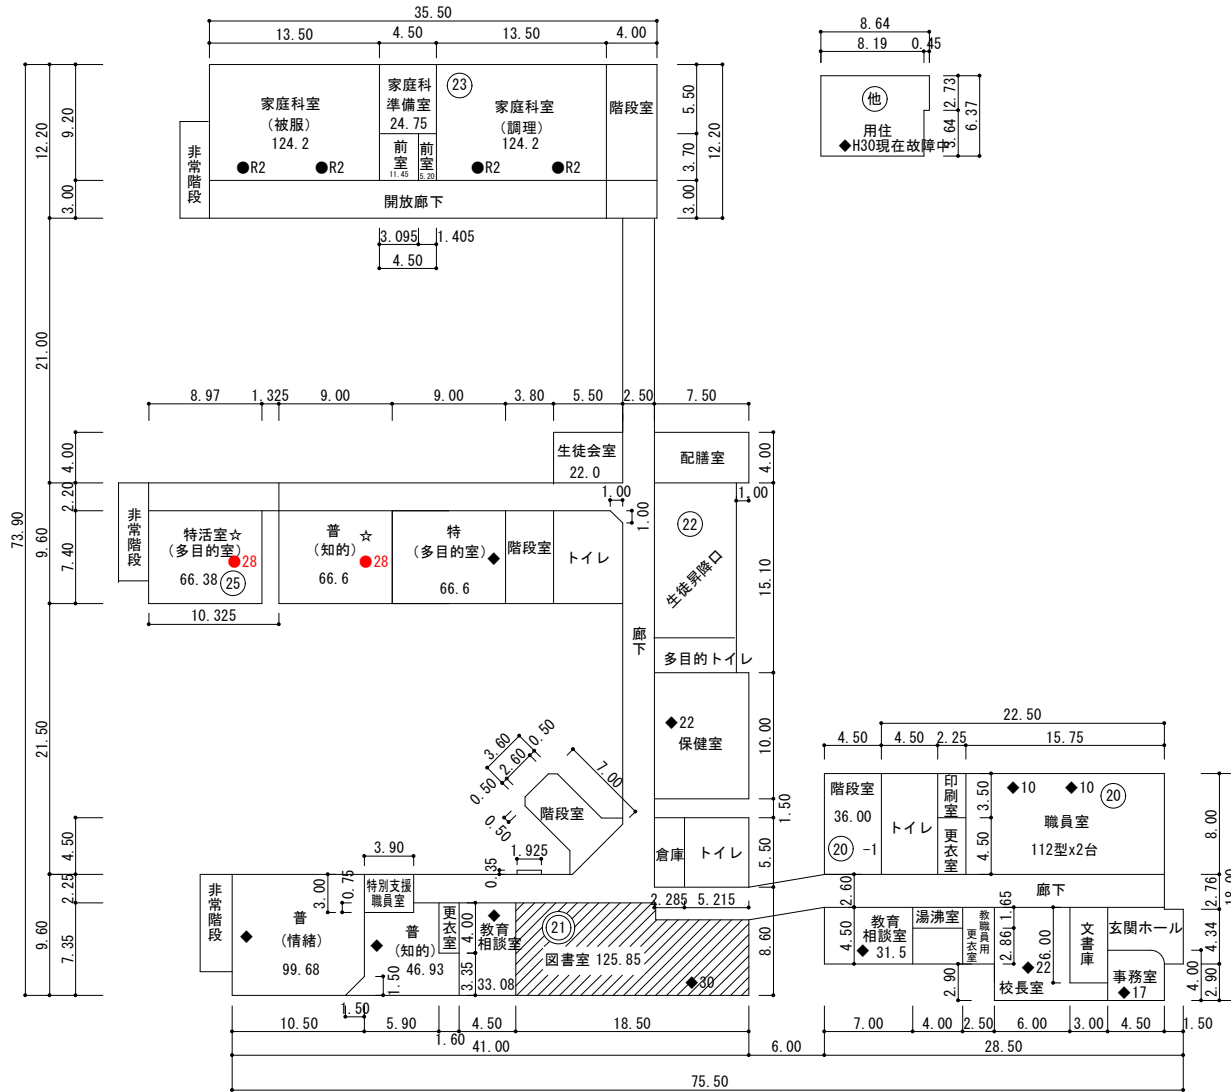 35.50
13.50
4.50
13.50
4.00
8.64
8.19
0.45
73.90
12.20
9.20
3.00
家庭科室
(被服)
124.2
●R2
●R2
家庭科
準備室
24.75
前室
11.45
前室
5.20
㉓
家庭科室
(調理)
124.2
●R2
●R2
階段室
5.50
3.70
3.00
12.20
非常階段
開放廊下
3.095
1.405
4.50
他
用住
◆H30現在故障中
2.73
3.64
6.37
21.00
8.97
1.325
9.00
9.00
3.80
5.50
2.50
7.50
4.00
2.20
9.60
7.40
生徒会室
22.0
配膳室
4.00
1.00
1.00
1.00
非常階段
特活室☆
(多目的室)
●28
66.38
㉕
普
☆
(知的)
●28
66.6
特
(多目的室)
◆
66.6
階段室
トイレ
㉒
生徒昇降口
15.10
10.325
廊下
多目的トイレ
21.50
◆22
保健室
10.00
3.60
0.50
2.60
0.50
7.00
0.50
階段室
1.50
倉庫
トイレ
5.50
2.285
5.215
22.50
4.50
4.50
2.25
15.75
階段室
36.00
⑳ -1
トイレ
印刷室
更衣室
3.50
4.50
◆10
◆10
⑳
職員室
112型x2台
8.00
4.50
2.25
9.60
7.35
3.90
1.925
0.35
3.00
0.75
非常階段
特別支援
職員室
普
(情緒)
99.68
◆
◆
普
(知的)
46.93
更衣室
4.00
3.35
◆
教育
相談室
33.08
㉑
図書室 125.85
◆30
8.60
1.50
1.50
2.60
廊下
2.76
18.00
4.50
教育
相談室
◆31.5
湯沸室
教職員用
更衣室
1.65
2.86
6.00
◆22
校長室
文書庫
玄関ホール
4.34
事務室
◆17
4.00
2.90
2.90
10.50
5.90
1.60
4.50
18.50
7.00
4.00
2.50
6.00
3.00
4.50
1.50
41.00
6.00
28.50
75.50